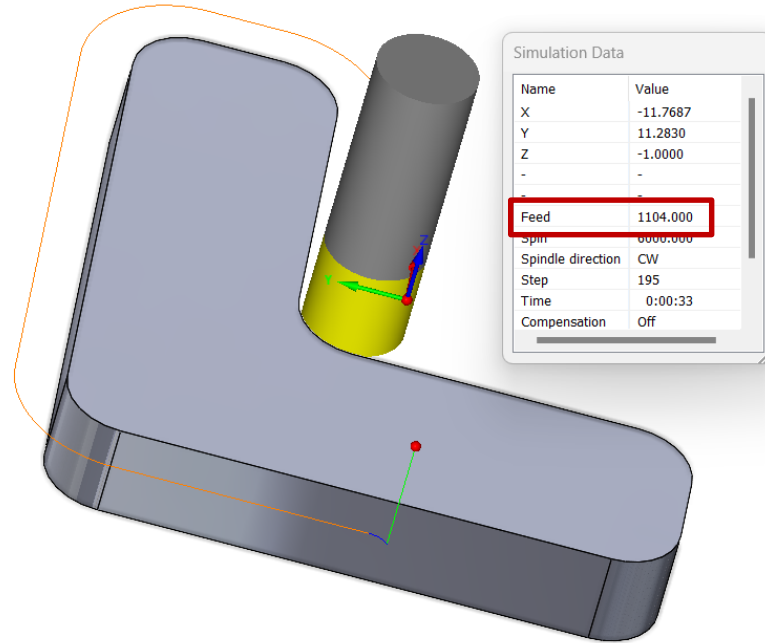 Simulation Data
Name Value
X -11.7687
Y 11.2830
Z -1.0000
- -
- -
Feed 1104.000
Spin 6000.000
Spindle direction CW
Step 195
Time 0:00:33
Compensation Off
Z
X
Y